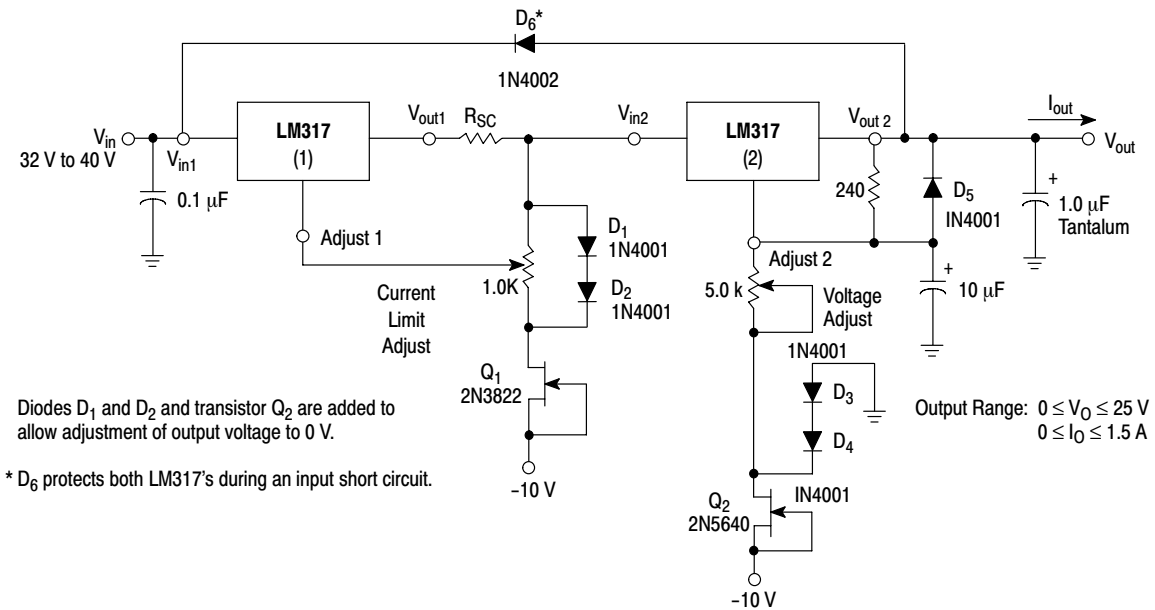 D6*
1N4002
Vin
32 V to 40 V
Vin1
0.1 μF
LM317
(1)
Vout1
RSC
Vin2
LM317
(2)
Vout 2
Iout
Vout
240
D5
IN4001
+
1.0 μF
Tantalum
Adjust 1
Current
Limit
Adjust
1.0K
D1
1N4001
D2
1N4001
Adjust 2
5.0 k
Voltage
Adjust
+
10 μF
1N4001
D3
D4
IN4001
Q1
2N3822
–10 V
Q2
2N5640
–10 V
Diodes D1 and D2 and transistor Q2 are added to
allow adjustment of output voltage to 0 V.
* D6 protects both LM317's during an input short circuit.
Output Range: 0 ≤ VO ≤ 25 V
0 ≤ IO ≤ 1.5 A